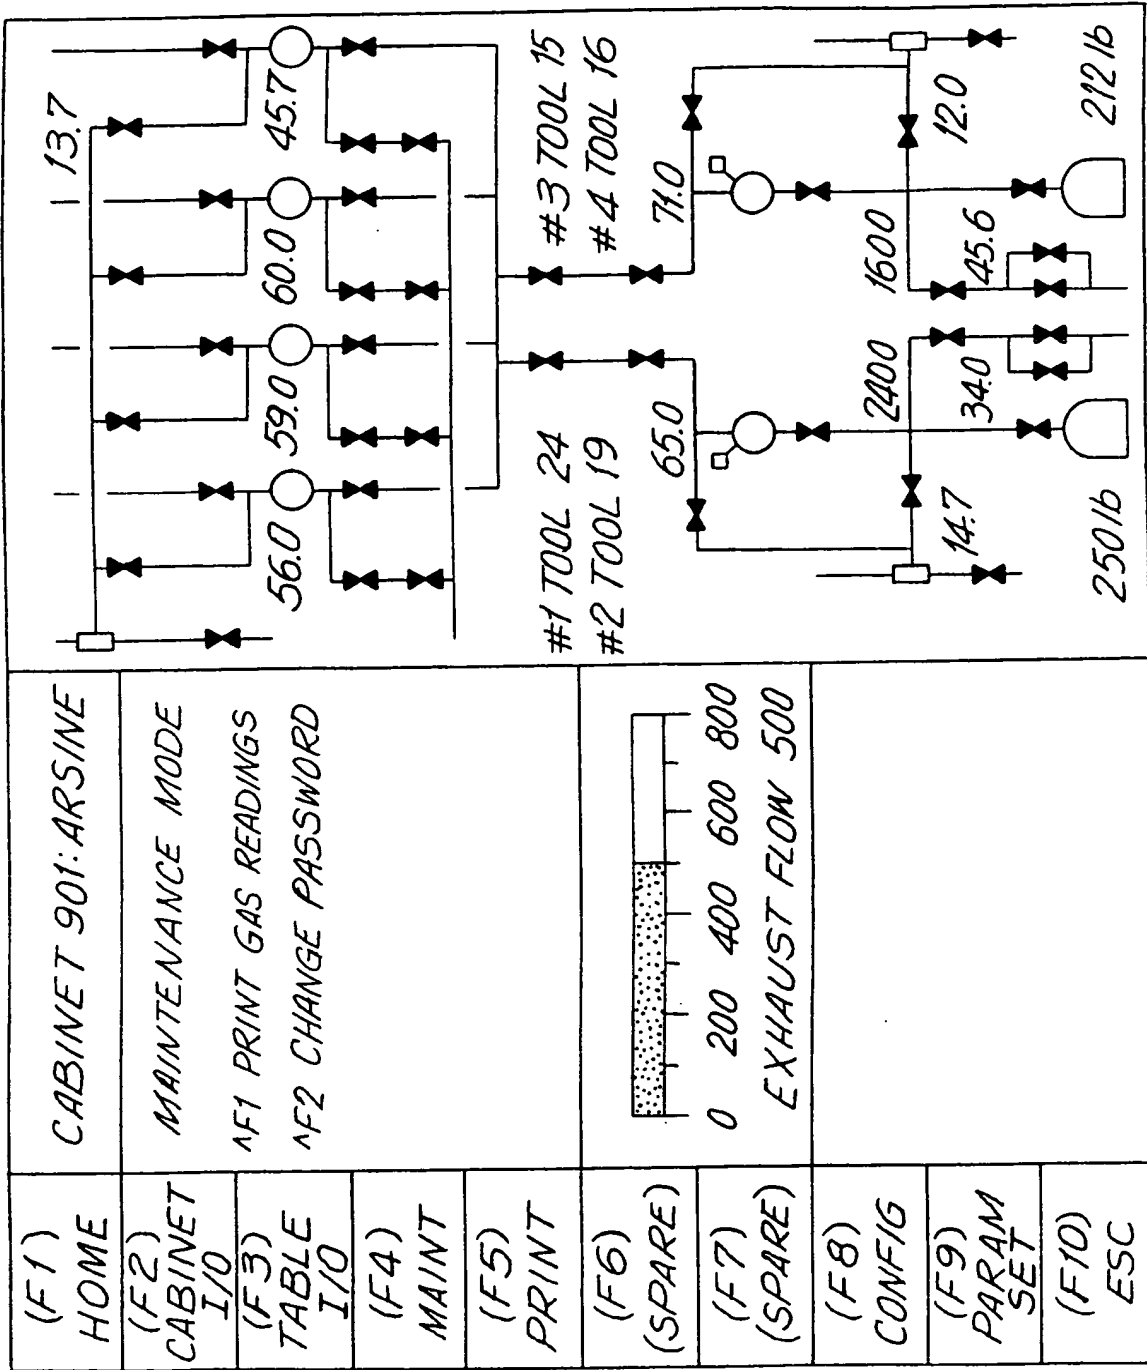 (F1)
HOME
(F2)
CABINET
I/O
(F3)
TABLE
I/O
(F4)
MAINT
(F5)
PRINT
(F6)
(SPARE)
(F7)
(SPARE)
(F8)
CONFIG
(F9)
PARAM
SET
(F10)
ESC
CABINET 901: ARSINE
MAINTENANCE MODE
^F1 PRINT GAS READINGS
^F2 CHANGE PASSWORD
0 200 400 600 800
EXHAUST FLOW 500
13.7
56.0 59.0 60.0 45.7
#1 TOOL 24
#2 TOOL 19
#3 TOOL 15
#4 TOOL 16
65.0 71.0
2400 1600
14.7 34.0 45.6 12.0
250 lb 212 lb